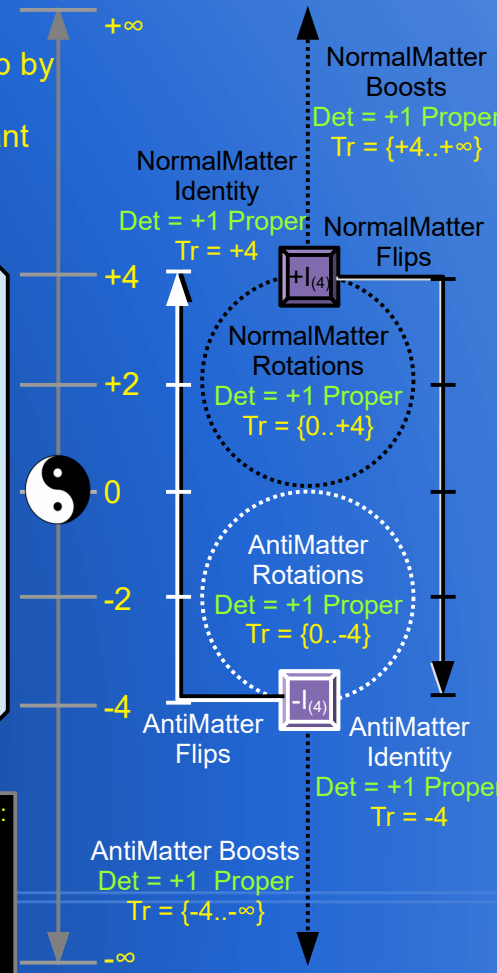 +∞
p by
nt
NormalMatter
Boosts
Det = +1 Proper
Tr = {+4..+∞}
NormalMatter
Identity
Det = +1 Proper
Tr = +4
NormalMatter
Flips
+4
+I(4)
NormalMatter
Rotations
Det = +1 Proper
Tr = {0..+4}
+2
0
AntiMatter
Rotations
Det = +1 Proper
Tr = {0..-4}
-2
-4
-I(4)
AntiMatter
Flips
AntiMatter
Identity
Det = +1 Proper
Tr = -4
:
AntiMatter Boosts
Det = +1 Proper
Tr = {-4..-∞}
-∞